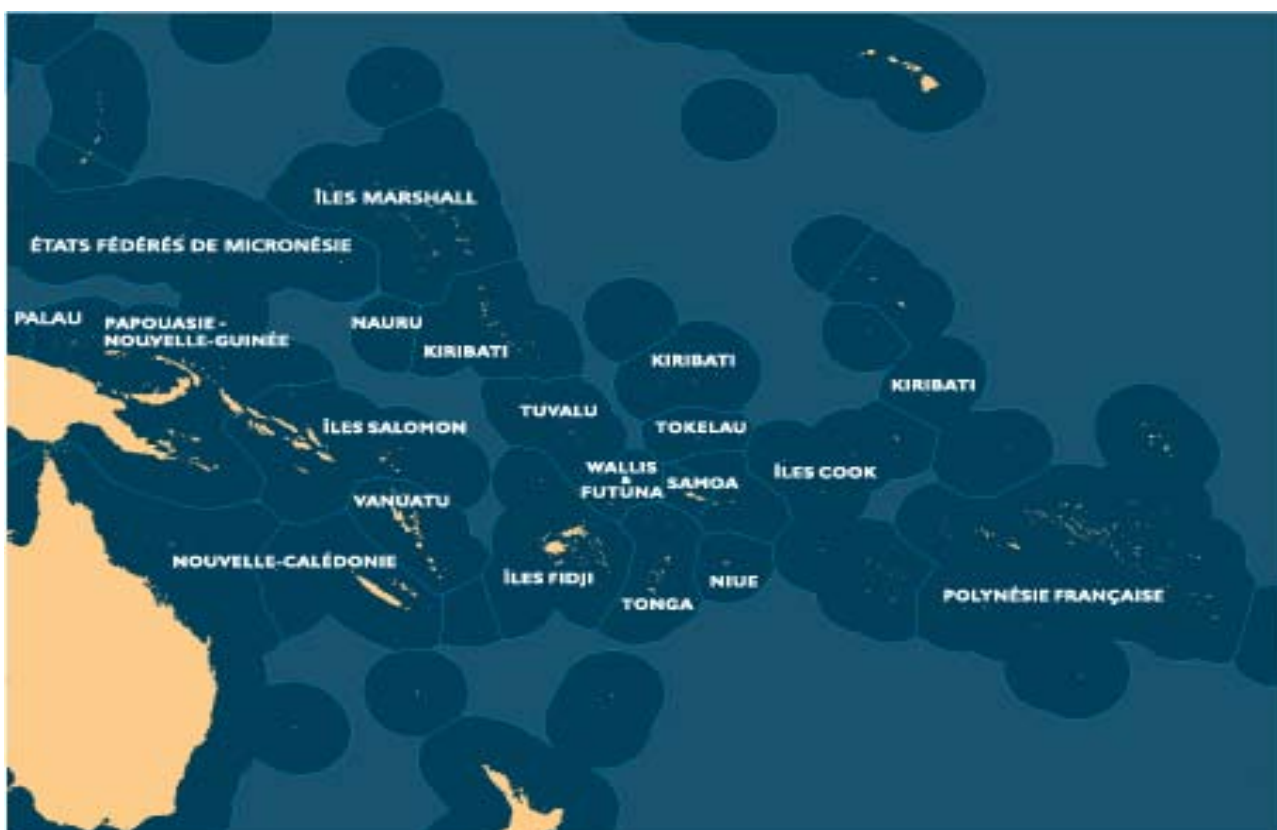 ÎLES MARSHALL
ÉTATS FÉDÉRÉS DE MICRONÉSIE
PALAU
PAPOUASIE -
NOUVELLE-GUINÉE
NAURU
KIRIBATI
KIRIBATI
KIRIBATI
TUVALU
TOKELAU
ÎLES SALOMON
WALLIS
&
FUTUNA
SAMOA
ÎLES COOK
VANUATU
NOUVELLE-CALÉDONIE
ÎLES FIDJI
TONGA
NIUE
POLYNÉSIE FRANÇAISE